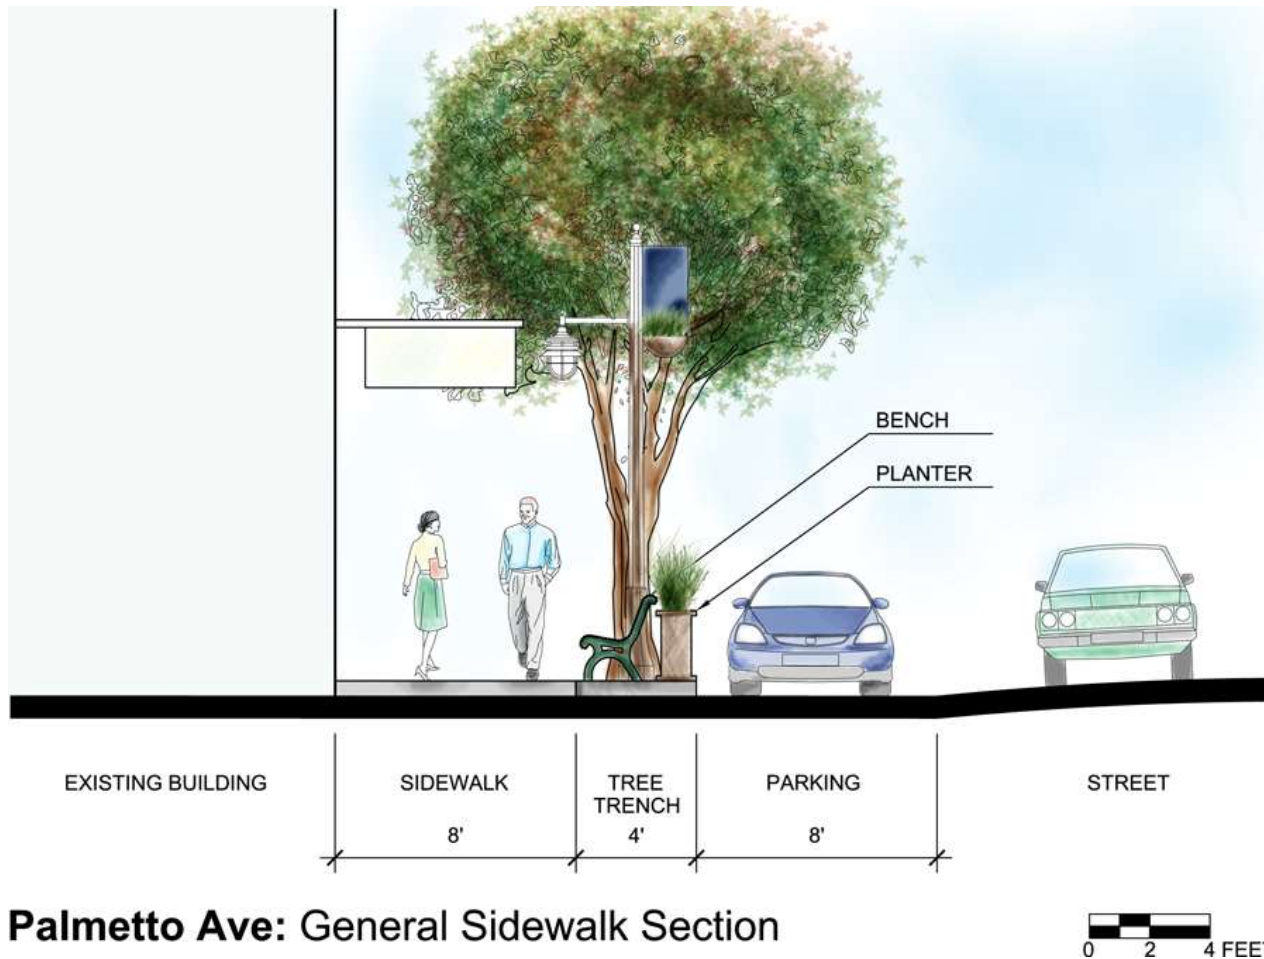 BENCH
PLANTER
EXISTING BUILDING
SIDEWALK
TREE
TRENCH
PARKING
STREET
8'
4'
8'
Palmetto Ave: General Sidewalk Section
0 2 4 FEET